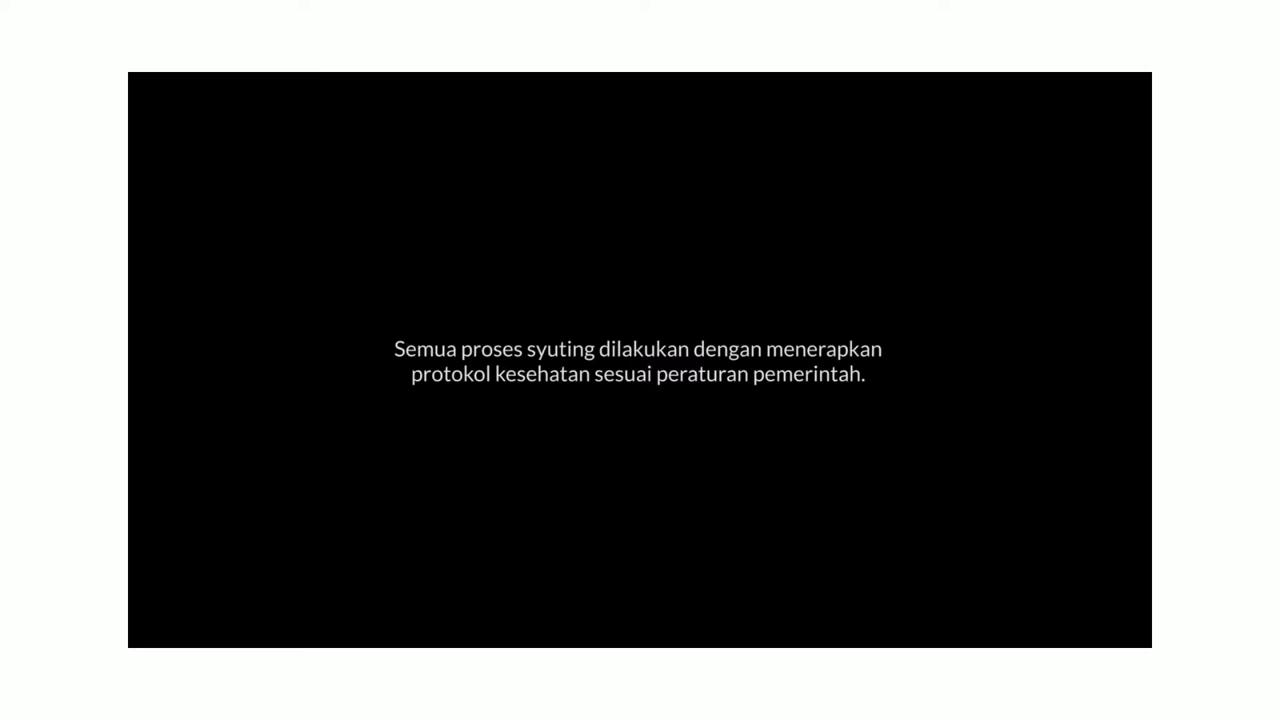 Semua proses syuting dilakukan dengan menerapkan
protokol kesehatan sesuai peraturan pemerintah.